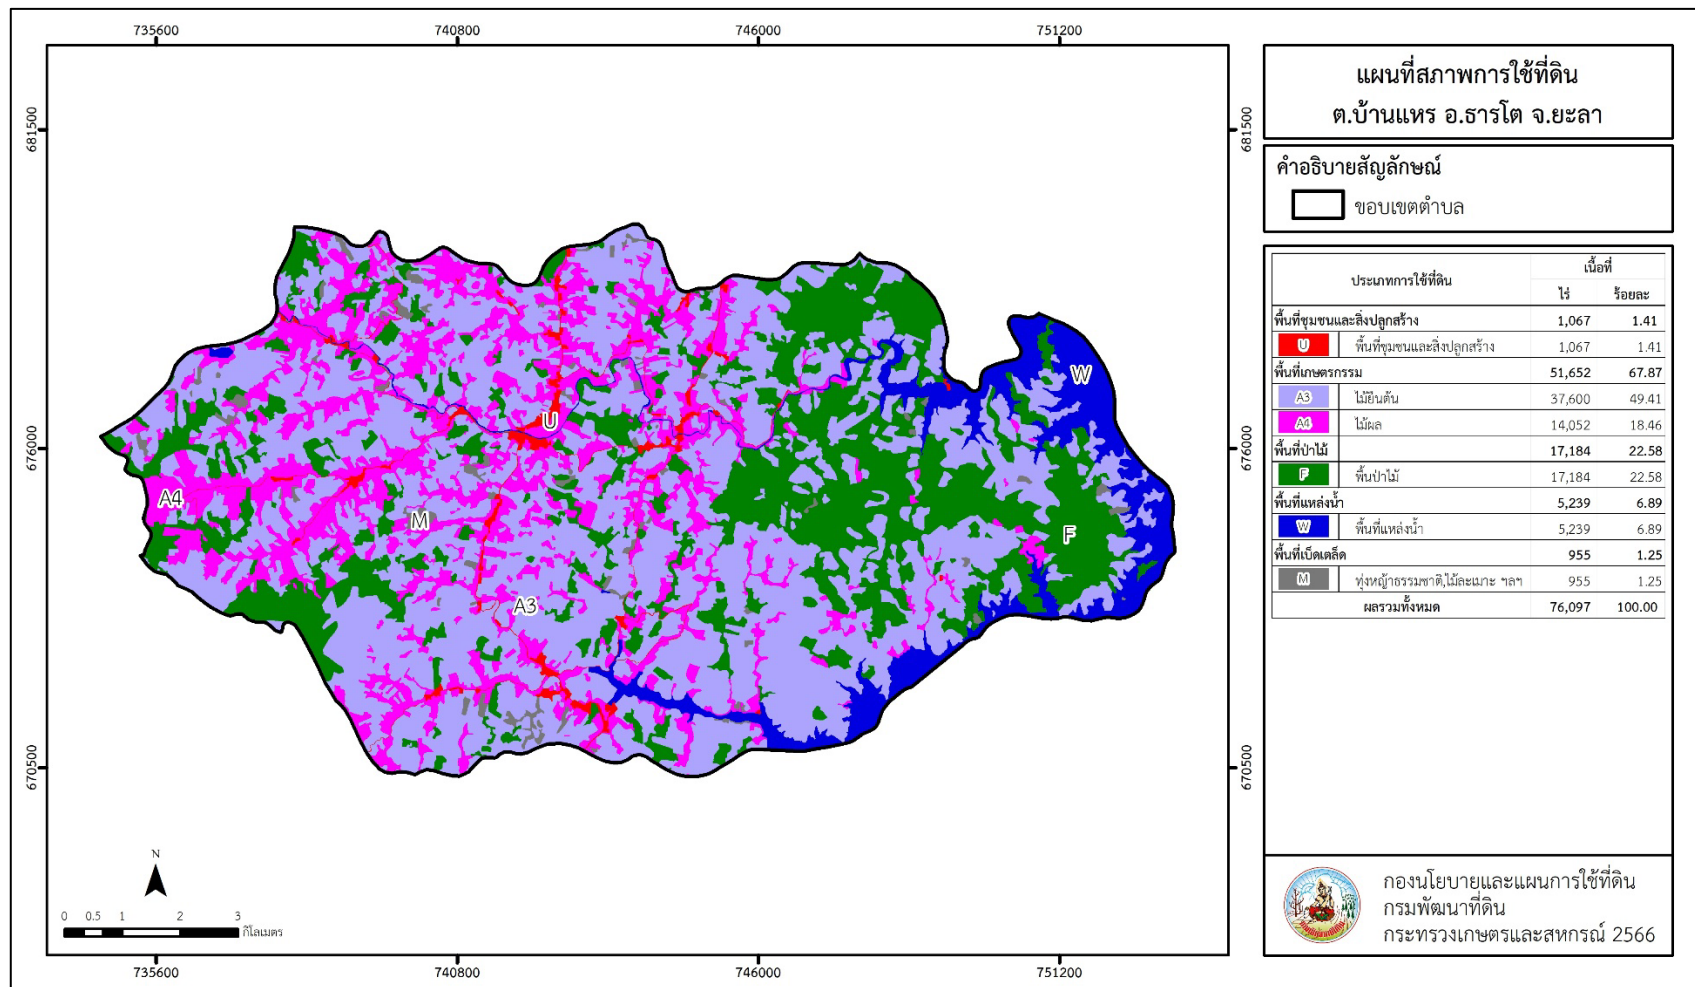 735600 740800 746000 751200
681500 681500
676000 676000
670500 670500
W
U
A4
M
F
A3
N
0 0.5 1 2 3
กิโลเมตร
735600 740800 746000 751200
แผนที่สภาพการใช้ที่ดิน
ต.บ้านแหร อ.ธารโต จ.ยะลา
คำอธิบายสัญลักษณ์
ขอบเขตตำบล
ประเภทการใช้ที่ดิน เนื้อที่
ไร่ ร้อยละ
พื้นที่ชุมชนและสิ่งปลูกสร้าง 1,067 1.41
U พื้นที่ชุมชนและสิ่งปลูกสร้าง 1,067 1.41
พื้นที่เกษตรกรรม 51,652 67.87
A3 ไม้ยืนต้น 37,600 49.41
A4 ไม้ผล 14,052 18.46
พื้นที่ป่าไม้ 17,184 22.58
F พื้นป่าไม้ 17,184 22.58
พื้นที่แหล่งน้ำ 5,239 6.89
W พื้นที่แหล่งน้ำ 5,239 6.89
พื้นที่เบ็ดเตล็ด 955 1.25
M ทุ่งหญ้าธรรมชาติ,ไม้ละเมาะ ฯลฯ 955 1.25
ผลรวมทั้งหมด 76,097 100.00
กองนโยบายและแผนการใช้ที่ดิน
กรมพัฒนาที่ดิน
กระทรวงเกษตรและสหกรณ์ 2566